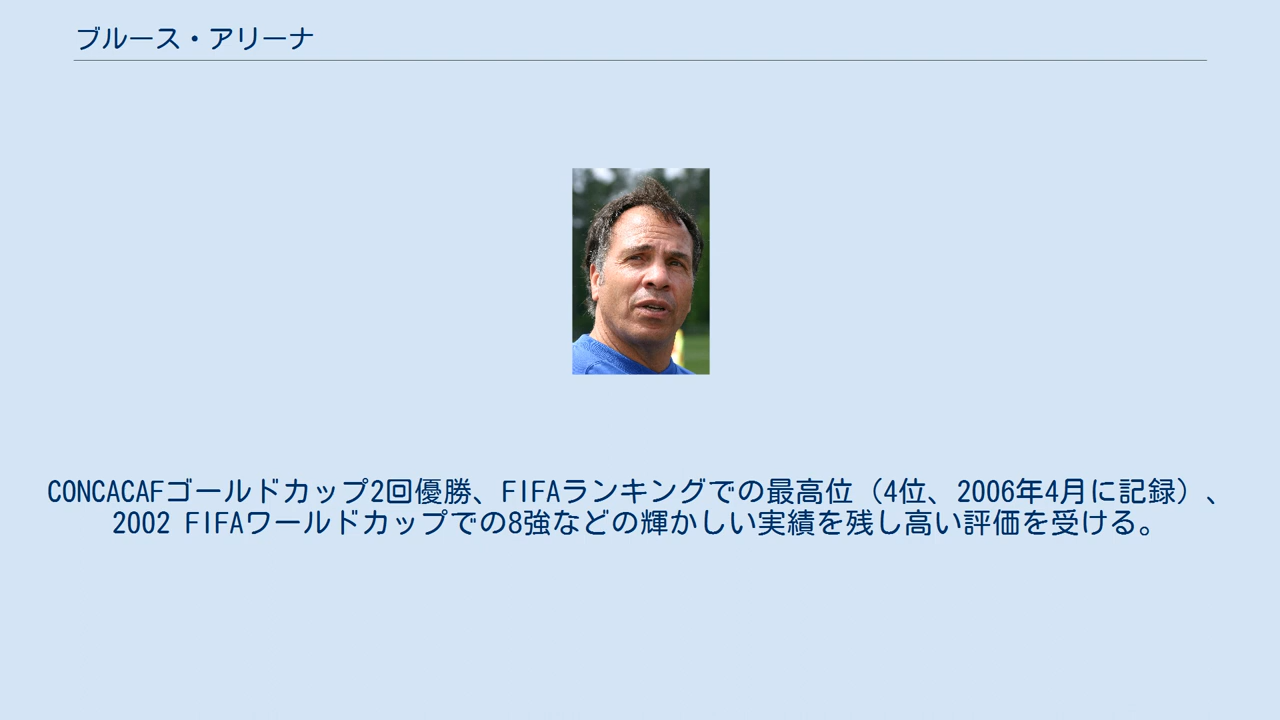 ブルース・アリーナ
CONCACAFゴールドカップ2回優勝、FIFAランキングでの最高位（4位、2006年4月に記録）、
2002 FIFAワールドカップでの8強などの輝かしい実績を残し高い評価を受ける。